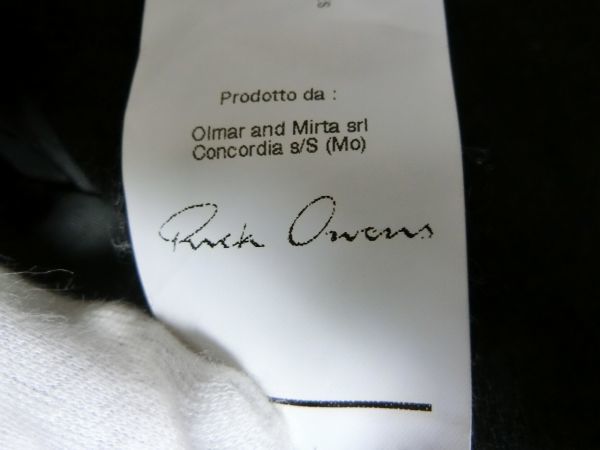 Prodotto da :
Olmar and Mirta srl
Concordia s/S (Mo)
Rick Owens